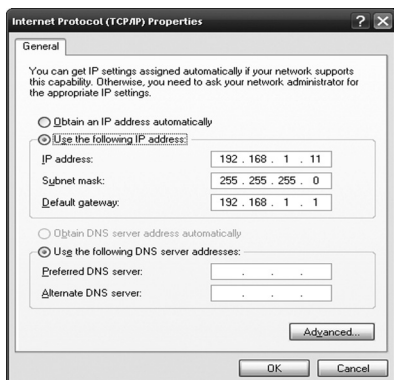 Internet Protocol (TCP/IP) Properties
General
You can get IP settings assigned automatically if your network supports
this capability. Otherwise, you need to ask your network administrator for
the appropriate IP settings.
Obtain an IP address automatically
Use the following IP address:
IP address: 192 . 168 . 1 . 11
Subnet mask: 255 . 255 . 255 . 0
Default gateway: 192 . 168 . 1 . 1
Obtain DNS server address automatically
Use the following DNS server addresses:
Preferred DNS server: . . .
Alternate DNS server: . . .
Advanced...
OK Cancel